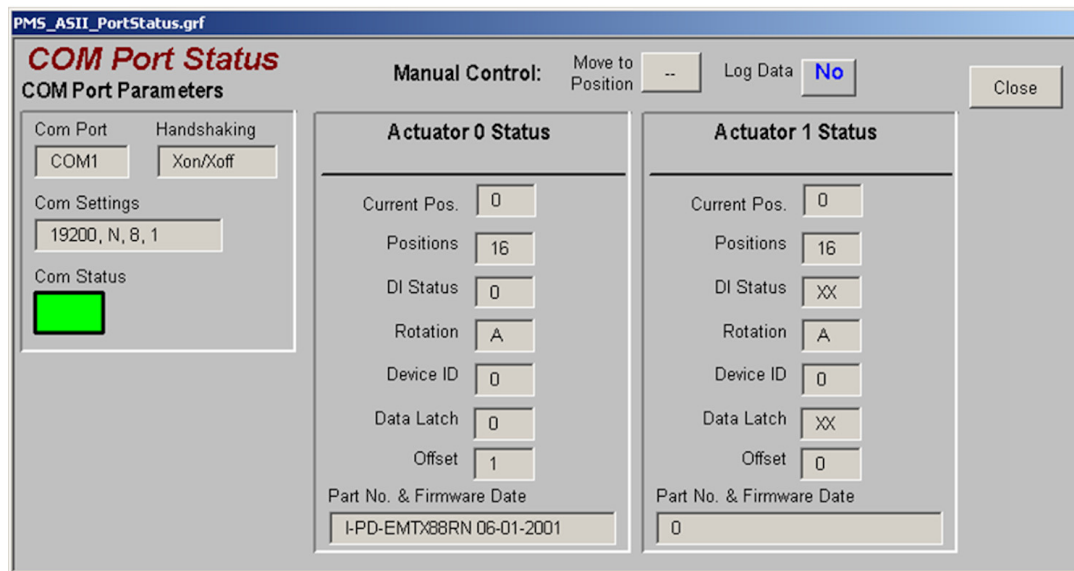 PMS_ASII_PortStatus.grf
COM Port Status
COM Port Parameters
Manual Control:
Move to
Position
--
Log Data
No
Close
Com Port
Handshaking
COM1
Xon/Xoff
Com Settings
19200, N, 8, 1
Com Status
Actuator 0 Status
Current Pos. 0
Positions 16
DI Status 0
Rotation A
Device ID 0
Data Latch 0
Offset 1
Part No. & Firmware Date
I-PD-EMTX88RN 06-01-2001
Actuator 1 Status
Current Pos. 0
Positions 16
DI Status XX
Rotation A
Device ID 0
Data Latch XX
Offset 0
Part No. & Firmware Date
0